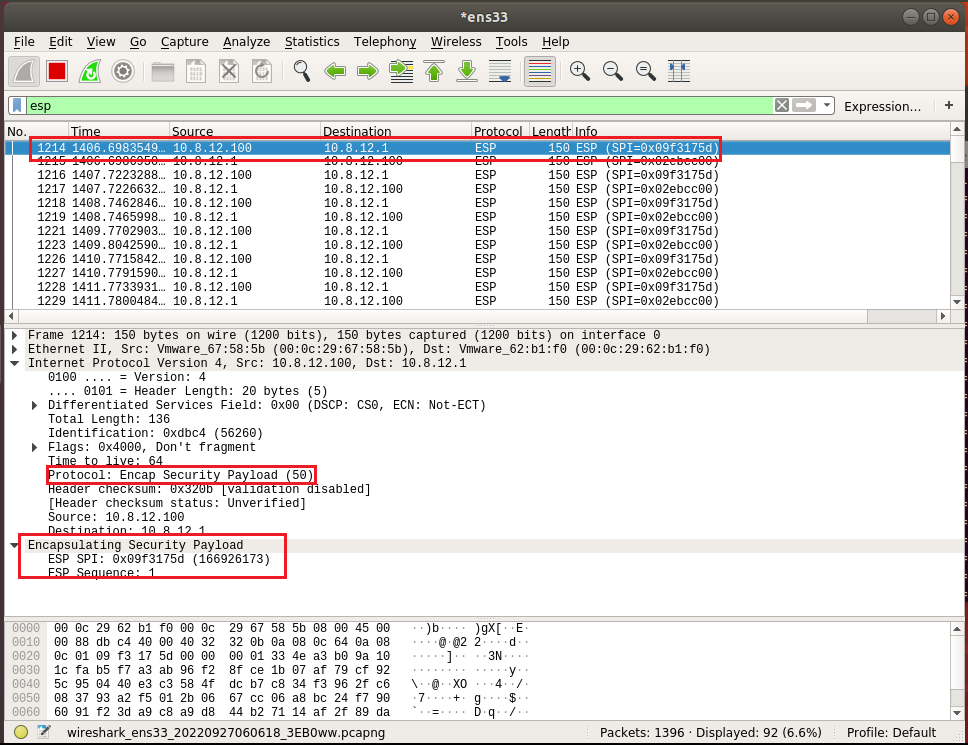 *ens33
File Edit View Go Capture Analyze Statistics Telephony Wireless Tools Help
esp Expression... +
No. Time Source Destination Protocol Length Info
1214 1406.6983549… 10.8.12.100 10.8.12.1 ESP 150 ESP (SPI=0x09f3175d)
1215 1406.6986950… 10.8.12.1 10.8.12.100 ESP 150 ESP (SPI=0x02ebcc00)
1216 1407.7223288… 10.8.12.100 10.8.12.1 ESP 150 ESP (SPI=0x09f3175d)
1217 1407.7226632… 10.8.12.1 10.8.12.100 ESP 150 ESP (SPI=0x02ebcc00)
1218 1408.7462846… 10.8.12.100 10.8.12.1 ESP 150 ESP (SPI=0x09f3175d)
1219 1408.7465998… 10.8.12.1 10.8.12.100 ESP 150 ESP (SPI=0x02ebcc00)
1221 1409.7702903… 10.8.12.100 10.8.12.1 ESP 150 ESP (SPI=0x09f3175d)
1223 1409.8042590… 10.8.12.1 10.8.12.100 ESP 150 ESP (SPI=0x02ebcc00)
1226 1410.7715842… 10.8.12.100 10.8.12.1 ESP 150 ESP (SPI=0x09f3175d)
1227 1410.7791590… 10.8.12.1 10.8.12.100 ESP 150 ESP (SPI=0x02ebcc00)
1228 1411.7733931… 10.8.12.100 10.8.12.1 ESP 150 ESP (SPI=0x09f3175d)
1229 1411.7800484… 10.8.12.1 10.8.12.100 ESP 150 ESP (SPI=0x02ebcc00)
Frame 1214: 150 bytes on wire (1200 bits), 150 bytes captured (1200 bits) on interface 0
Ethernet II, Src: Vmware_67:58:5b (00:0c:29:67:58:5b), Dst: Vmware_62:b1:f0 (00:0c:29:62:b1:f0)
Internet Protocol Version 4, Src: 10.8.12.100, Dst: 10.8.12.1
0100 .... = Version: 4
.... 0101 = Header Length: 20 bytes (5)
Differentiated Services Field: 0x00 (DSCP: CS0, ECN: Not-ECT)
Total Length: 136
Identification: 0xdbc4 (56260)
Flags: 0x4000, Don't fragment
Time to live: 64
Protocol: Encap Security Payload (50)
Header checksum: 0x320b [validation disabled]
[Header checksum status: Unverified]
Source: 10.8.12.100
Destination: 10.8.12.1
Encapsulating Security Payload
ESP SPI: 0x09f3175d (166926173)
ESP Sequence: 1
0000 00 0c 29 62 b1 f0 00 0c 29 67 58 5b 08 00 45 00 ··)b···· )gX[··E·
0010 00 88 db c4 40 00 40 32 32 0b 0a 08 0c 64 0a 08 ····@·@2 2····d··
0020 0c 01 09 f3 17 5d 00 00 00 01 33 4e a3 b0 9a 10 ·····]·· ··3N····
0030 1c fa b5 f7 a3 ab 96 f2 8f ce 1b 07 af 79 cf 92 ········ ·····y··
0040 5c 95 04 40 e3 c3 58 4f dc b7 c8 34 f3 96 2f c6 \··@··XO ···4··/·
0050 08 37 93 a2 f5 01 2b 06 67 cc 06 a8 bc 24 f7 90 ·7····+· g····$··
0060 60 91 f2 3d a9 c8 a9 d8 44 b2 71 14 af 2f 89 da `··=···· D·q··/··
wireshark_ens33_20220927060618_3EB0ww.pcapng Packets: 1396 · Displayed: 92 (6.6%) Profile: Default